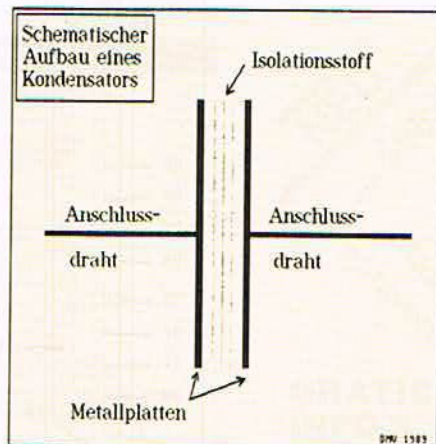 Schematischer
Aufbau eines
Kondensators
Isolationsstoff
Anschluss-
draht
Anschluss-
draht
Metallplatten